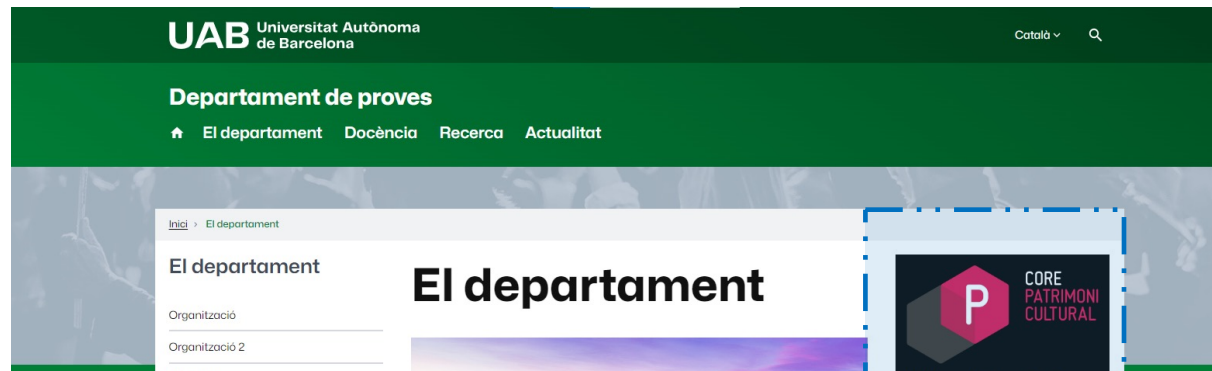 UAB Universitat Autònoma
de Barcelona
Català
Departament de proves
El departament Docència Recerca Actualitat
Inici › El departament
El departament
Organització
Organització 2
El departament
P
CORE
PATRIMONI
CULTURAL